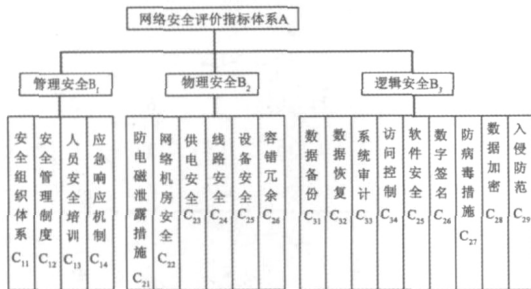 网络安全评价指标体系A
管理安全B1
物理安全B2
逻辑安全B3
安全组织体系C11
安全管理制度C12
人员安全培训C13
应急响应机制C14
防电磁泄露措施C21
网络机房安全C22
供电安全C23
线路安全C24
设备安全C25
容错冗余C26
数据备份C31
数据恢复C32
系统审计C33
访问控制C34
软件安全C25
数字签名C26
防病毒措施C27
数据加密C28
入侵防范C29